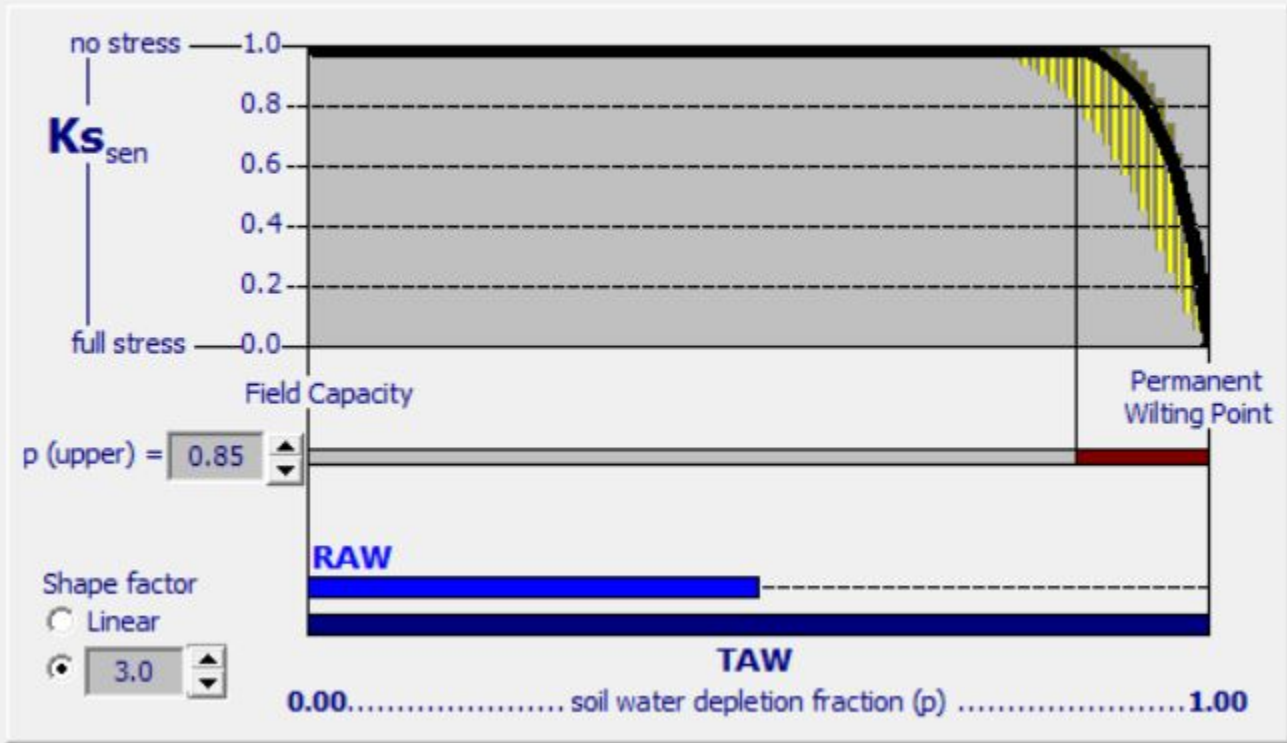 no stress 1.0
0.8
Ks sen
0.6
0.4
0.2
full stress 0.0
Field Capacity
Permanent
Wilting Point
p (upper) = 0.85
RAW
Shape factor
Linear
3.0
TAW
0.00...................... soil water depletion fraction (p) .......................1.00